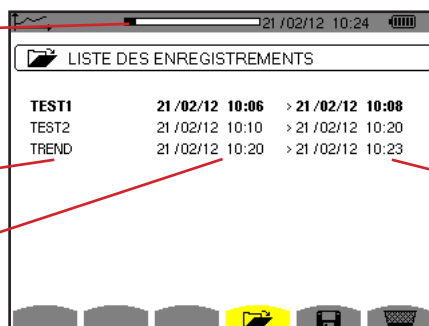 21/02/12 10:24
LISTE DES ENREGISTREMENTS
TEST1 21/02/12 10:06 > 21/02/12 10:08
TEST2 21/02/12 10:10 > 21/02/12 10:20
TREND 21/02/12 10:20 > 21/02/12 10:23